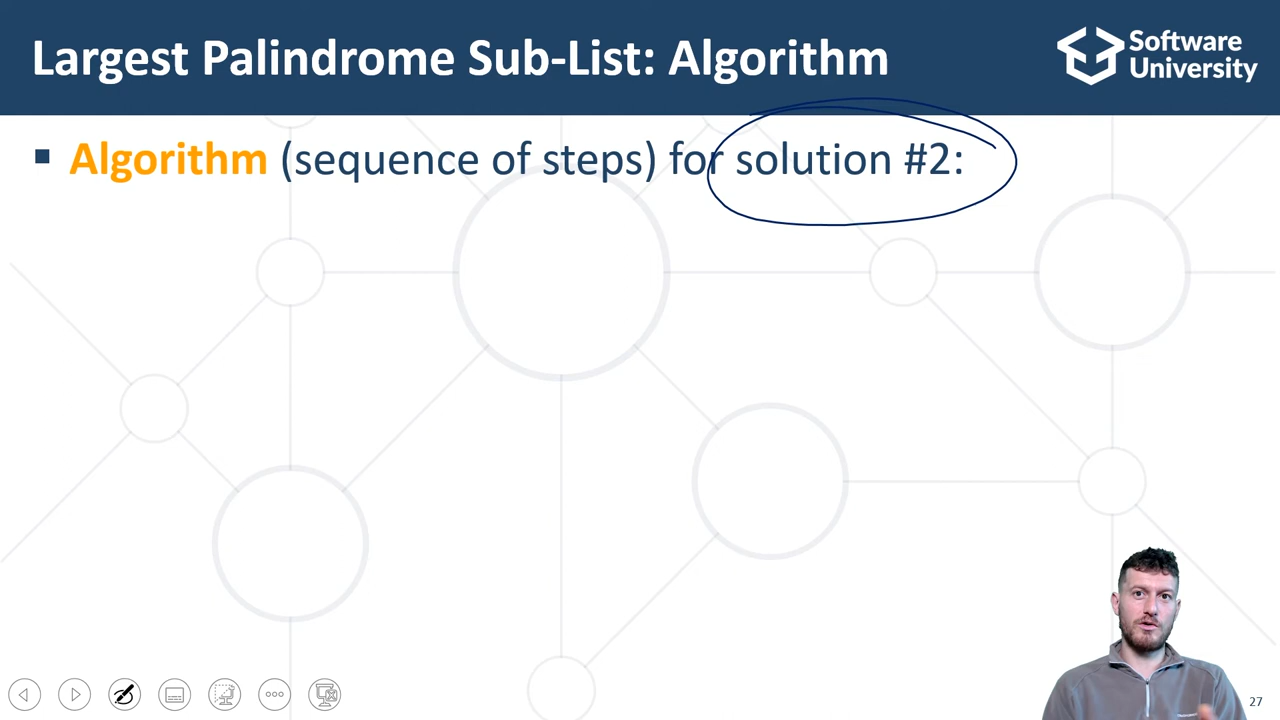 Largest Palindrome Sub-List: Algorithm
Software
University
▪ Algorithm (sequence of steps) for solution #2:
27